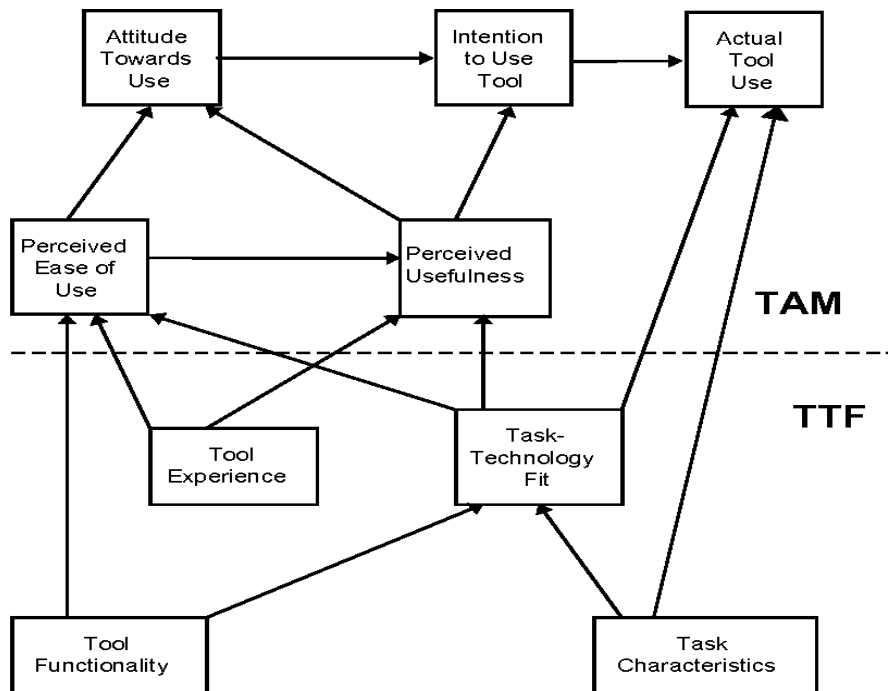 Attitude
Towards
Use
Intention
to Use
Tool
Actual
Tool
Use
Perceived
Ease of
Use
Perceived
Usefulness
TAM
TTF
Tool
Experience
Task-
Technology
Fit
Tool
Functionality
Task
Characteristics